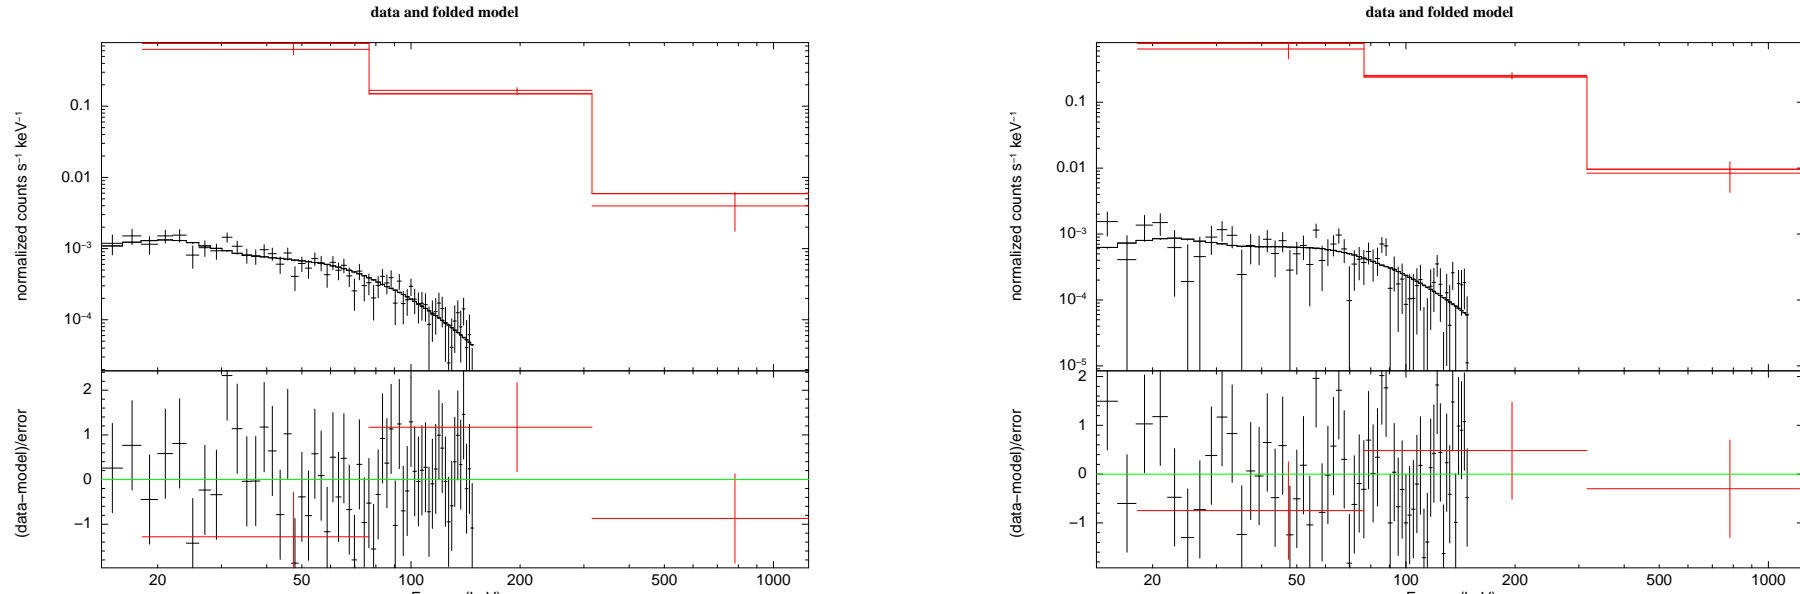 data and folded model
normalized counts s⁻¹ keV⁻¹
0.1
0.01
10⁻³
10⁻⁴
(data−model)/error
2
1
0
−1
20 50 100 200 500 1000
data and folded model
normalized counts s⁻¹ keV⁻¹
0.1
0.01
10⁻³
10⁻⁴
10⁻⁵
(data−model)/error
2
1
0
−1
20 50 100 200 500 1000